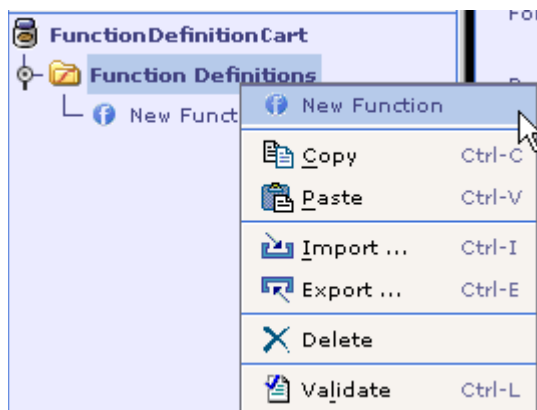 FunctionDefinitionCart
Function Definitions
New Funct
New Function
Copy Ctrl-C
Paste Ctrl-V
Import ... Ctrl-I
Export ... Ctrl-E
Delete
Validate Ctrl-L